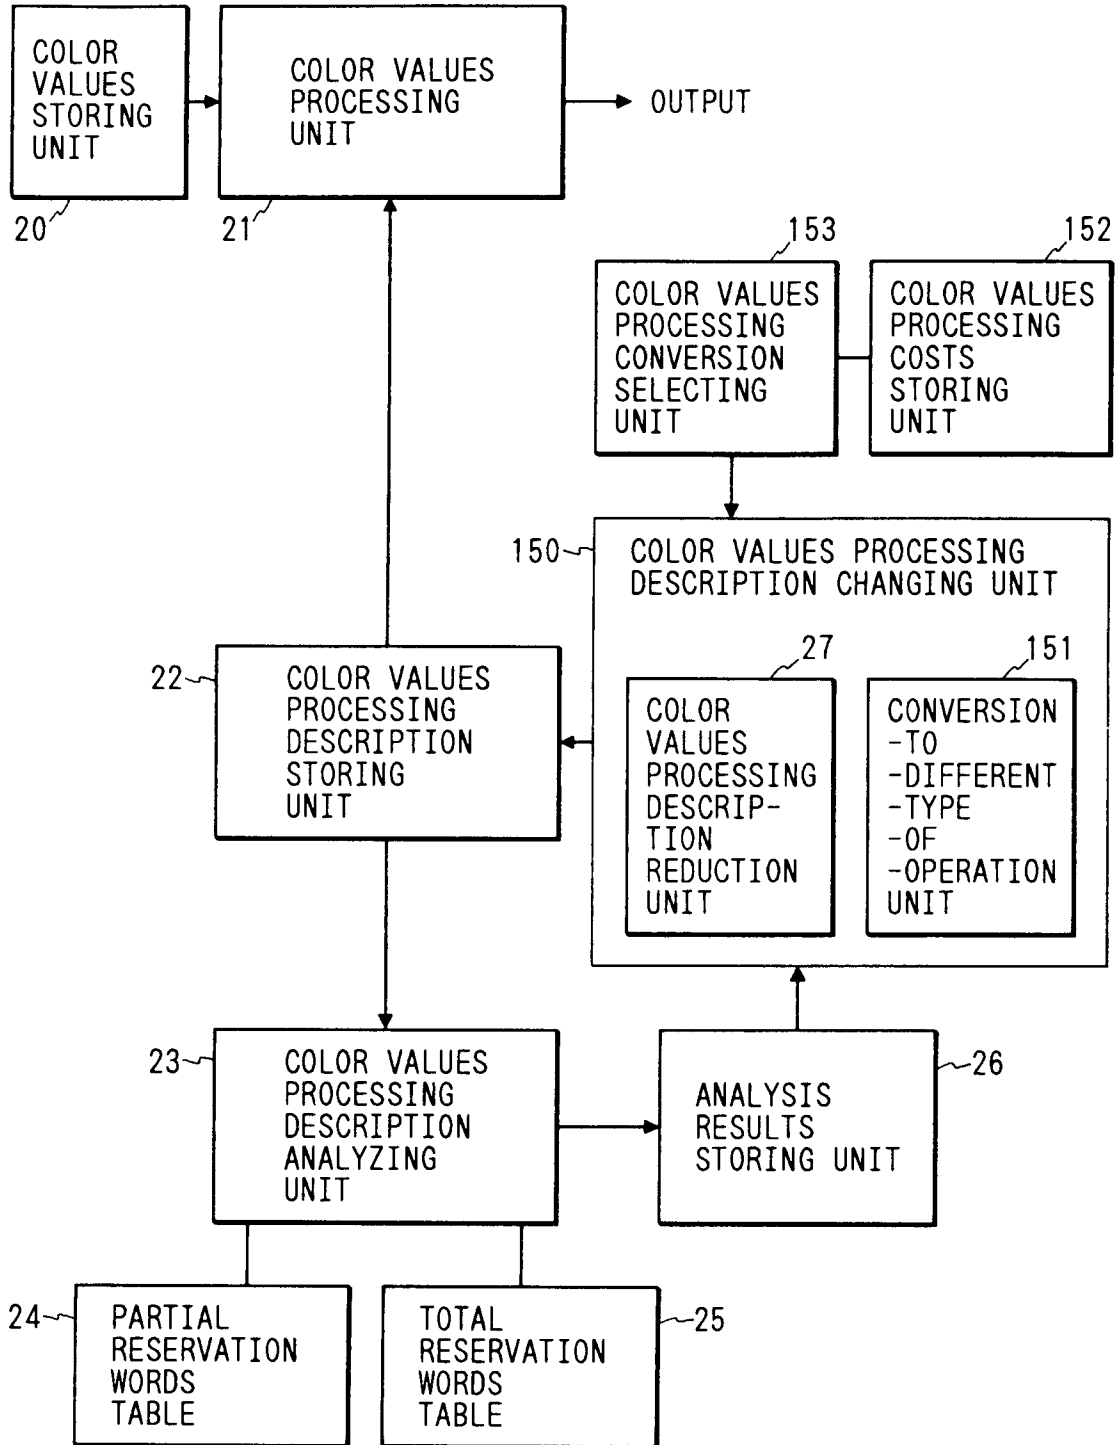 COLOR
VALUES
STORING
UNIT
20
COLOR VALUES
PROCESSING
UNIT
21
OUTPUT
153
COLOR VALUES
PROCESSING
CONVERSION
SELECTING
UNIT
152
COLOR VALUES
PROCESSING
COSTS
STORING
UNIT
150
COLOR VALUES PROCESSING
DESCRIPTION CHANGING UNIT
27
COLOR
VALUES
PROCESSING
DESCRIP-
TION
REDUCTION
UNIT
151
CONVERSION
-TO
-DIFFERENT
-TYPE
-OF
-OPERATION
UNIT
22
COLOR VALUES
PROCESSING
DESCRIPTION
STORING
UNIT
23
COLOR VALUES
PROCESSING
DESCRIPTION
ANALYZING
UNIT
26
ANALYSIS
RESULTS
STORING UNIT
24
PARTIAL
RESERVATION
WORDS
TABLE
25
TOTAL
RESERVATION
WORDS
TABLE